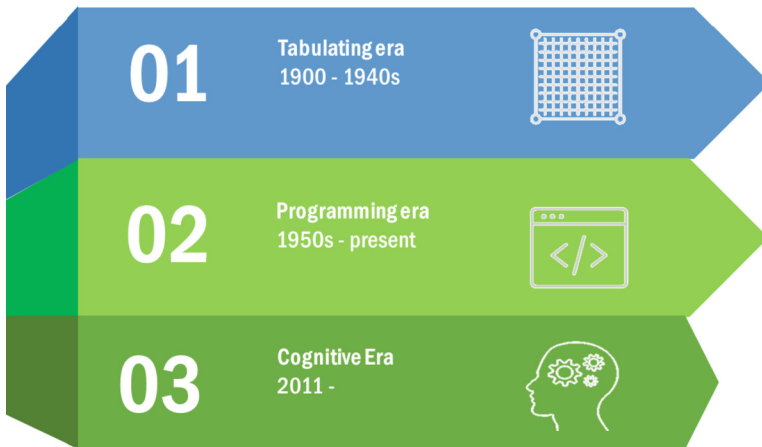 01
Tabulating era
1900 - 1940s
02
Programming era
1950s - present
</>
03
Cognitive Era
2011 -